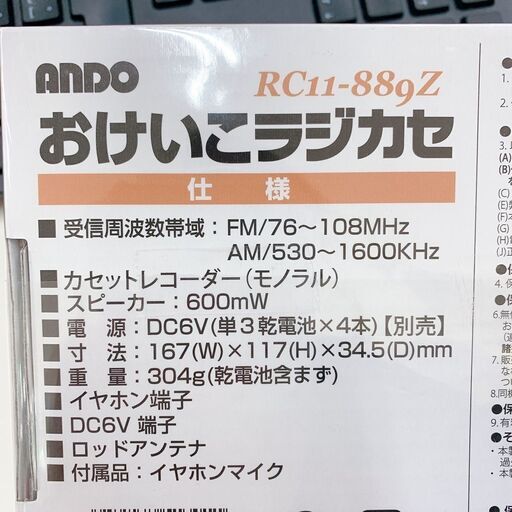 ANDO
RC11-889Z
おけいこラジカセ
仕様
■ 受信周波数帯域：FM/76～108MHz
AM/530～1600KHz
■ カセットレコーダー（モノラル）
■ スピーカー：600mW
■ 電　源：DC6V(単3乾電池×4本)【別売】
■ 寸　法：167(W)×117(H)×34.5(D)mm
■ 重　量：304g(乾電池含まず)
■ イヤホン端子
■ DC6V 端子
■ ロッドアンテナ
■ 付属品：イヤホンマイク